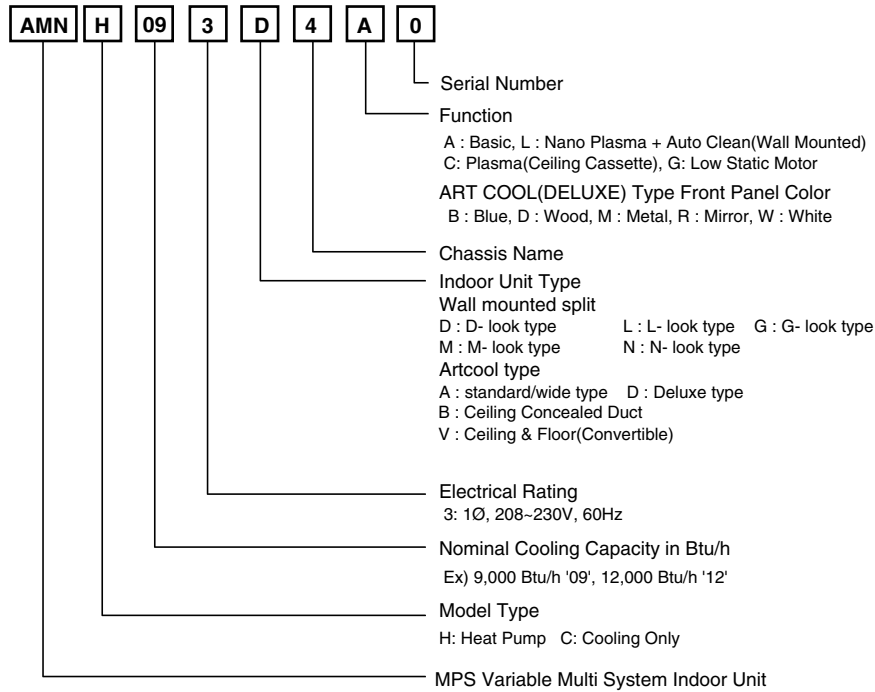 AMN H 09 3 D 4 A 0
Serial Number
Function
A : Basic, L : Nano Plasma + Auto Clean(Wall Mounted)
C: Plasma(Ceiling Cassette), G: Low Static Motor
ART COOL(DELUXE) Type Front Panel Color
B : Blue, D : Wood, M : Metal, R : Mirror, W : White
Chassis Name
Indoor Unit Type
Wall mounted split
D : D- look type L : L- look type G : G- look type
M : M- look type N : N- look type
Artcool type
A : standard/wide type D : Deluxe type
B : Ceiling Concealed Duct
V : Ceiling & Floor(Convertible)
Electrical Rating
3: 1Ø, 208~230V, 60Hz
Nominal Cooling Capacity in Btu/h
Ex) 9,000 Btu/h '09', 12,000 Btu/h '12'
Model Type
H: Heat Pump C: Cooling Only
MPS Variable Multi System Indoor Unit